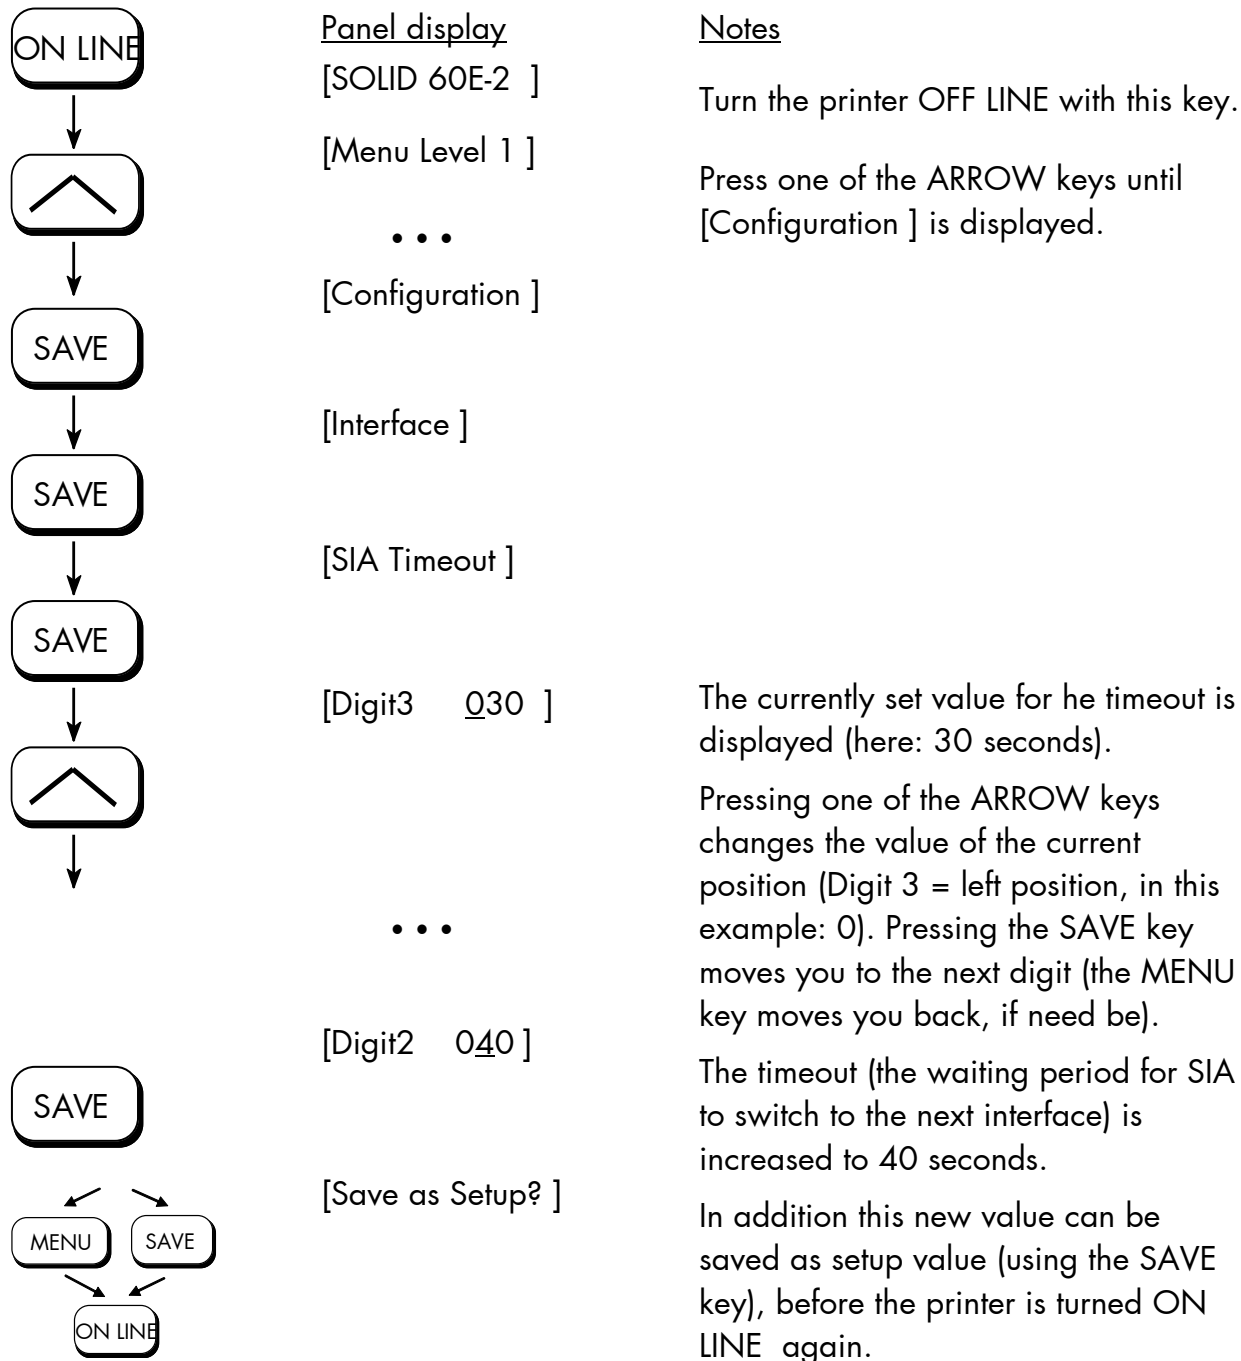 ON LINE
Panel display
Notes
[SOLID 60E-2 ]
Turn the printer OFF LINE with this key.
[Menu Level 1 ]
Press one of the ARROW keys until
[Configuration ] is displayed.
• • •
[Configuration ]
SAVE
[Interface ]
SAVE
[SIA Timeout ]
SAVE
[Digit3 030 ]
The currently set value for he timeout is
displayed (here: 30 seconds).
Pressing one of the ARROW keys
changes the value of the current
position (Digit 3 = left position, in this
example: 0). Pressing the SAVE key
moves you to the next digit (the MENU
key moves you back, if need be).
• • •
[Digit2 040 ]
SAVE
The timeout (the waiting period for SIA
to switch to the next interface) is
increased to 40 seconds.
[Save as Setup? ]
MENU
SAVE
ON LINE
In addition this new value can be
saved as setup value (using the SAVE
key), before the printer is turned ON
LINE again.